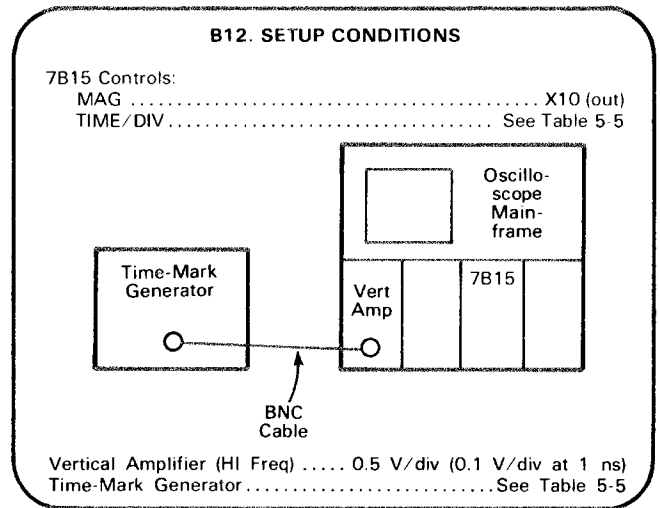 B12. SETUP CONDITIONS
7B15 Controls:
MAG ........................................ X10 (out)
TIME/DIV ................................ See Table 5-5
Oscillo-
scope
Main-
frame
Time-Mark
Generator
Vert
Amp
7B15
BNC
Cable
Vertical Amplifier (HI Freq) ..... 0.5 V/div (0.1 V/div at 1 ns)
Time-Mark Generator ......................... See Table 5-5